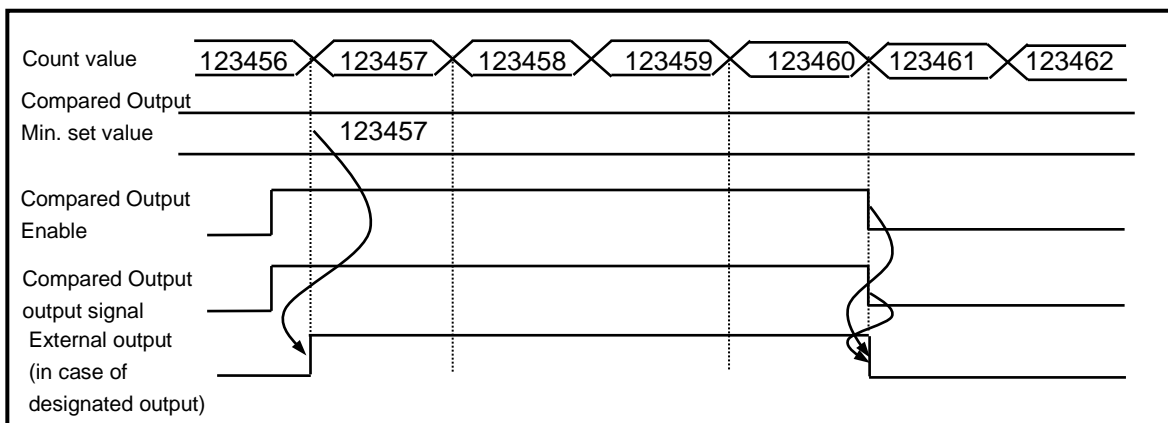 Count value 123456 123457 123458 123459 123460 123461 123462
Compared Output
Min. set value 123457
Compared Output
Enable
Compared Output
output signal
External output
(in case of
designated output)